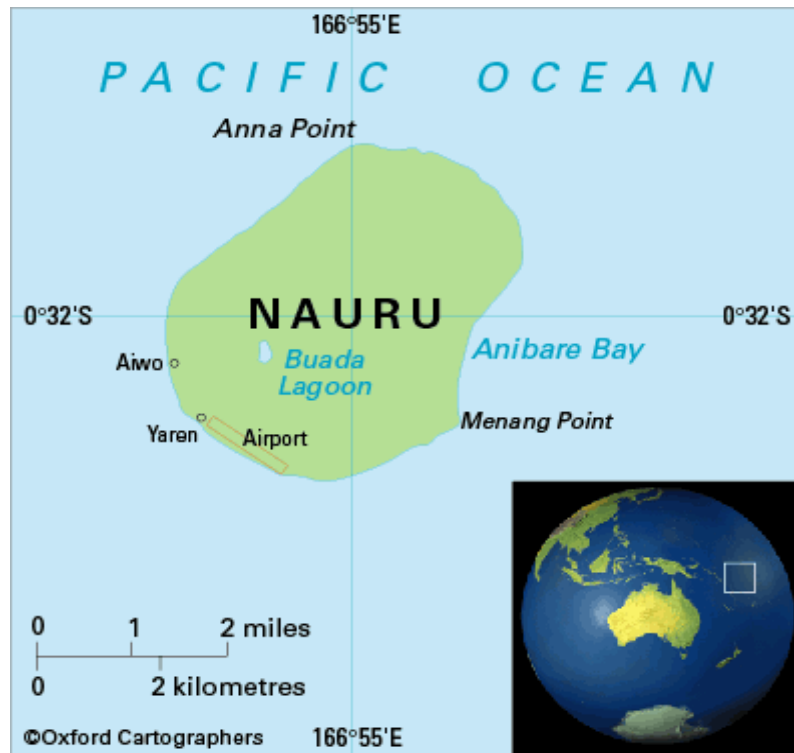 166°55'E
PACIFIC OCEAN
Anna Point
NAURU
0°32'S
0°32'S
Anibare Bay
Buada
Lagoon
Aiwo
Menang Point
Yaren
Airport
0 1 2 miles
0 2 kilometres
©Oxford Cartographers
166°55'E